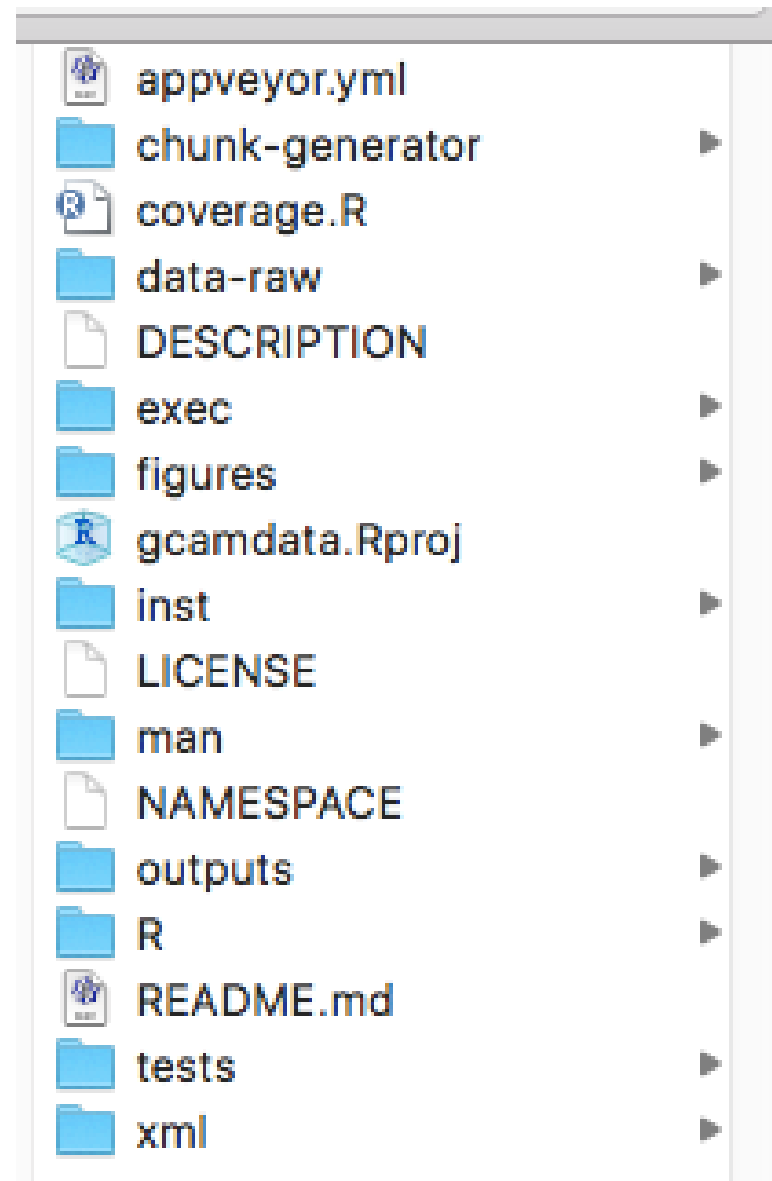 appveyor.yml
chunk-generator
coverage.R
data-raw
DESCRIPTION
exec
figures
gcamdata.Rproj
inst
LICENSE
man
NAMESPACE
outputs
R
README.md
tests
xml